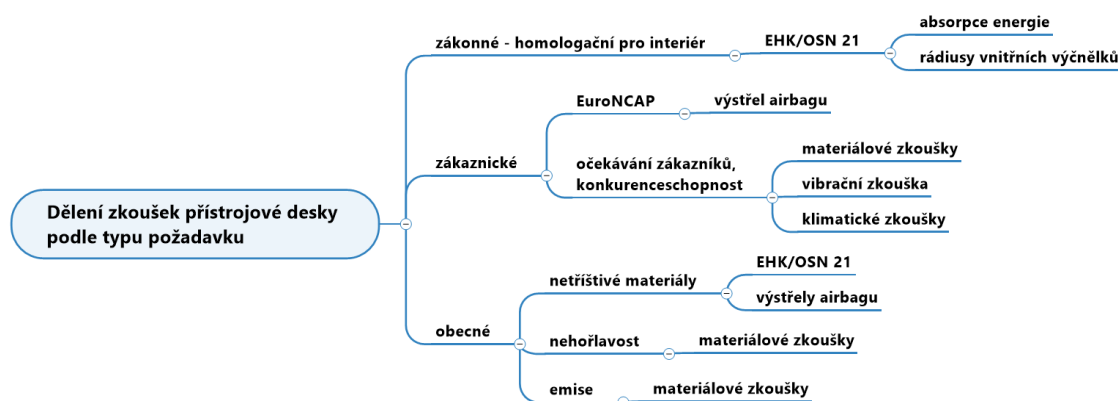 Dělení zkoušek přístrojové desky
podle typu požadavku
zákonné - homologační pro interiér
EHK/OSN 21
absorpce energie
rádiusy vnitřních výčnělků
zákaznické
EuroNCAP
výstřel airbagu
očekávání zákazníků,
konkurenceschopnost
materiálové zkoušky
vibrační zkouška
klimatické zkoušky
obecné
netříštivé materiály
EHK/OSN 21
výstřely airbagu
nehořlavost
materiálové zkoušky
emise
materiálové zkoušky